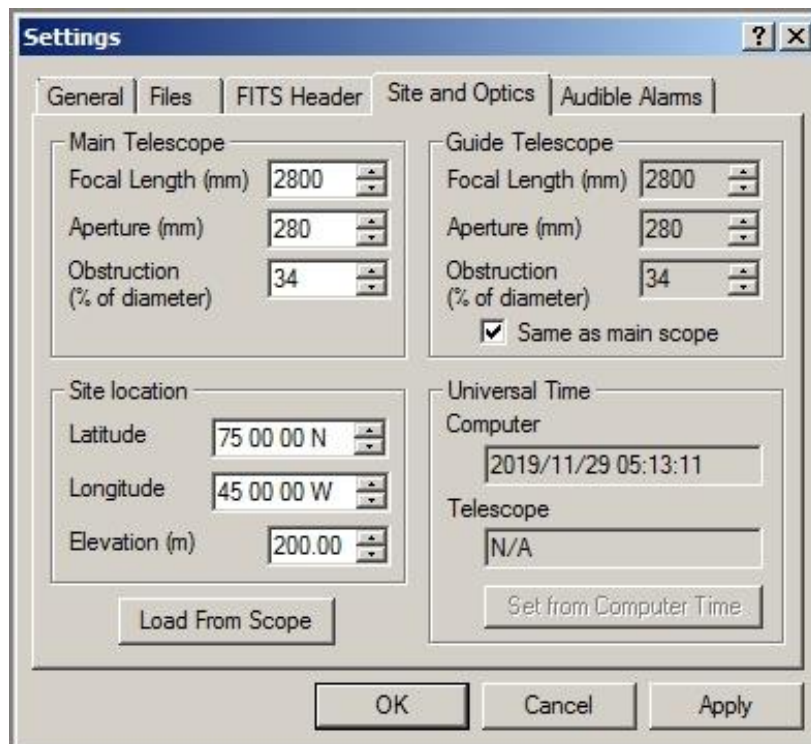 Settings
General Files FITS Header Site and Optics Audible Alarms
Main Telescope
Focal Length (mm) 2800
Aperture (mm) 280
Obstruction
(% of diameter) 34
Guide Telescope
Focal Length (mm) 2800
Aperture (mm) 280
Obstruction
(% of diameter) 34
Same as main scope
Site location
Latitude 75 00 00 N
Longitude 45 00 00 W
Elevation (m) 200.00
Load From Scope
Universal Time
Computer
2019/11/29 05:13:11
Telescope
N/A
Set from Computer Time
OK Cancel Apply